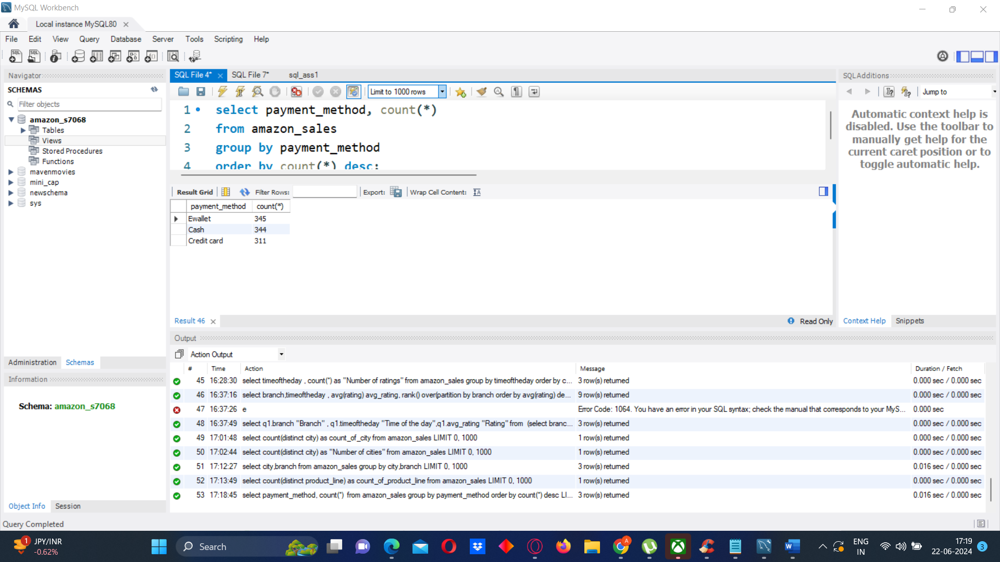 MySQL Workbench
Local instance MySQL80
File Edit View Query Database Server Tools Scripting Help
Navigator
SCHEMAS
Filter objects
amazon_s7068
Tables
Views
Stored Procedures
Functions
mavenmovies
mini_cap
newschema
sys
Administration Schemas
Information
Schema: amazon_s7068
Object Info Session
SQL File 4* SQL File 7* sql_ass1
Limit to 1000 rows
1 select payment_method, count(*)
2 from amazon_sales
3 group by payment_method
4 order by count(*) desc;
Result Grid Filter Rows: Export: Wrap Cell Content:
payment_method count(*)
Ewallet 345
Cash 344
Credit card 311
Result 46 Read Only
SQLAdditions
Jump to
Automatic context help is
disabled. Use the toolbar to
manually get help for the
current caret position or to
toggle automatic help.
Context Help Snippets
Output
Action Output
# Time Action Message Duration / Fetch
45 16:28:30 select timeoftheday , count(*) as "Number of ratings" from amazon_sales group by timeoftheday order by c... 3 row(s) returned 0.000 sec / 0.000 sec
46 16:37:16 select branch,timeoftheday , avg(rating) avg_rating, rank() over(partition by branch order by avg(rating) de... 9 row(s) returned 0.000 sec / 0.000 sec
47 16:37:26 e Error Code: 1064. You have an error in your SQL syntax; check the manual that corresponds to your MyS... 0.000 sec
48 16:37:49 select q1.branch "Branch" , q1.timeoftheday "Time of the day",q1.avg_rating "Rating" from (select branc... 3 row(s) returned 0.000 sec / 0.000 sec
49 17:01:48 select count(distinct city) as count_of_city from amazon_sales LIMIT 0, 1000 1 row(s) returned 0.000 sec / 0.000 sec
50 17:02:44 select count(distinct city) as "Number of cities" from amazon_sales LIMIT 0, 1000 1 row(s) returned 0.000 sec / 0.000 sec
51 17:12:27 select city,branch from amazon_sales group by city,branch LIMIT 0, 1000 3 row(s) returned 0.016 sec / 0.000 sec
52 17:13:49 select count(distinct product_line) as count_of_product_line from amazon_sales LIMIT 0, 1000 1 row(s) returned 0.000 sec / 0.000 sec
53 17:18:45 select payment_method, count(*) from amazon_sales group by payment_method order by count(*) desc LI... 3 row(s) returned 0.016 sec / 0.000 sec
Query Completed
1 JPY/INR
-0.62%
Search
A
ENG
IN
17:19
22-06-2024
3